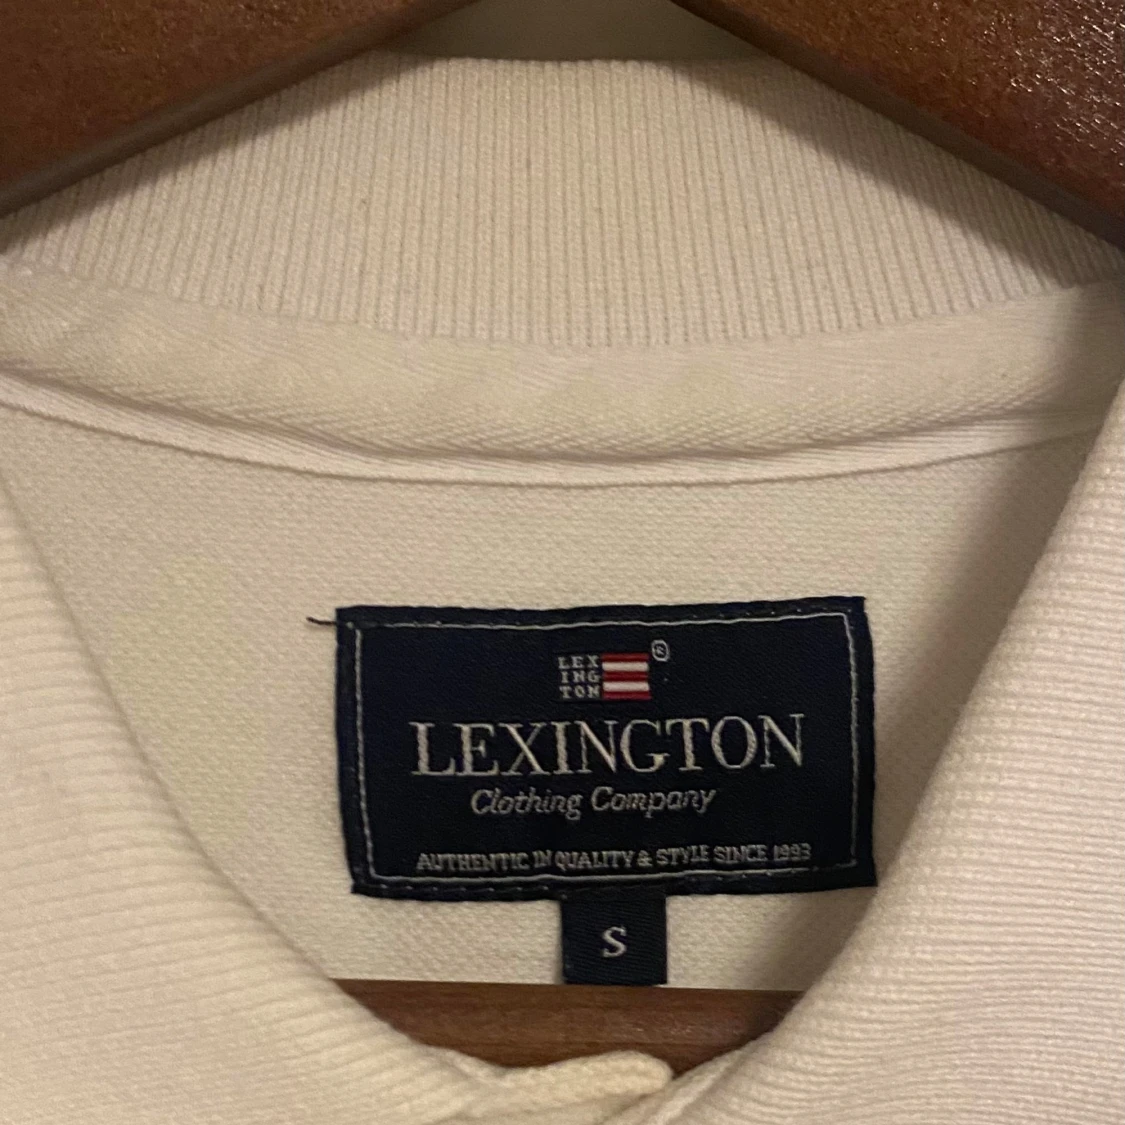 LEX
ING
TON
®
LEXINGTON
Clothing Company
AUTHENTIC IN QUALITY & STYLE SINCE 1993
S